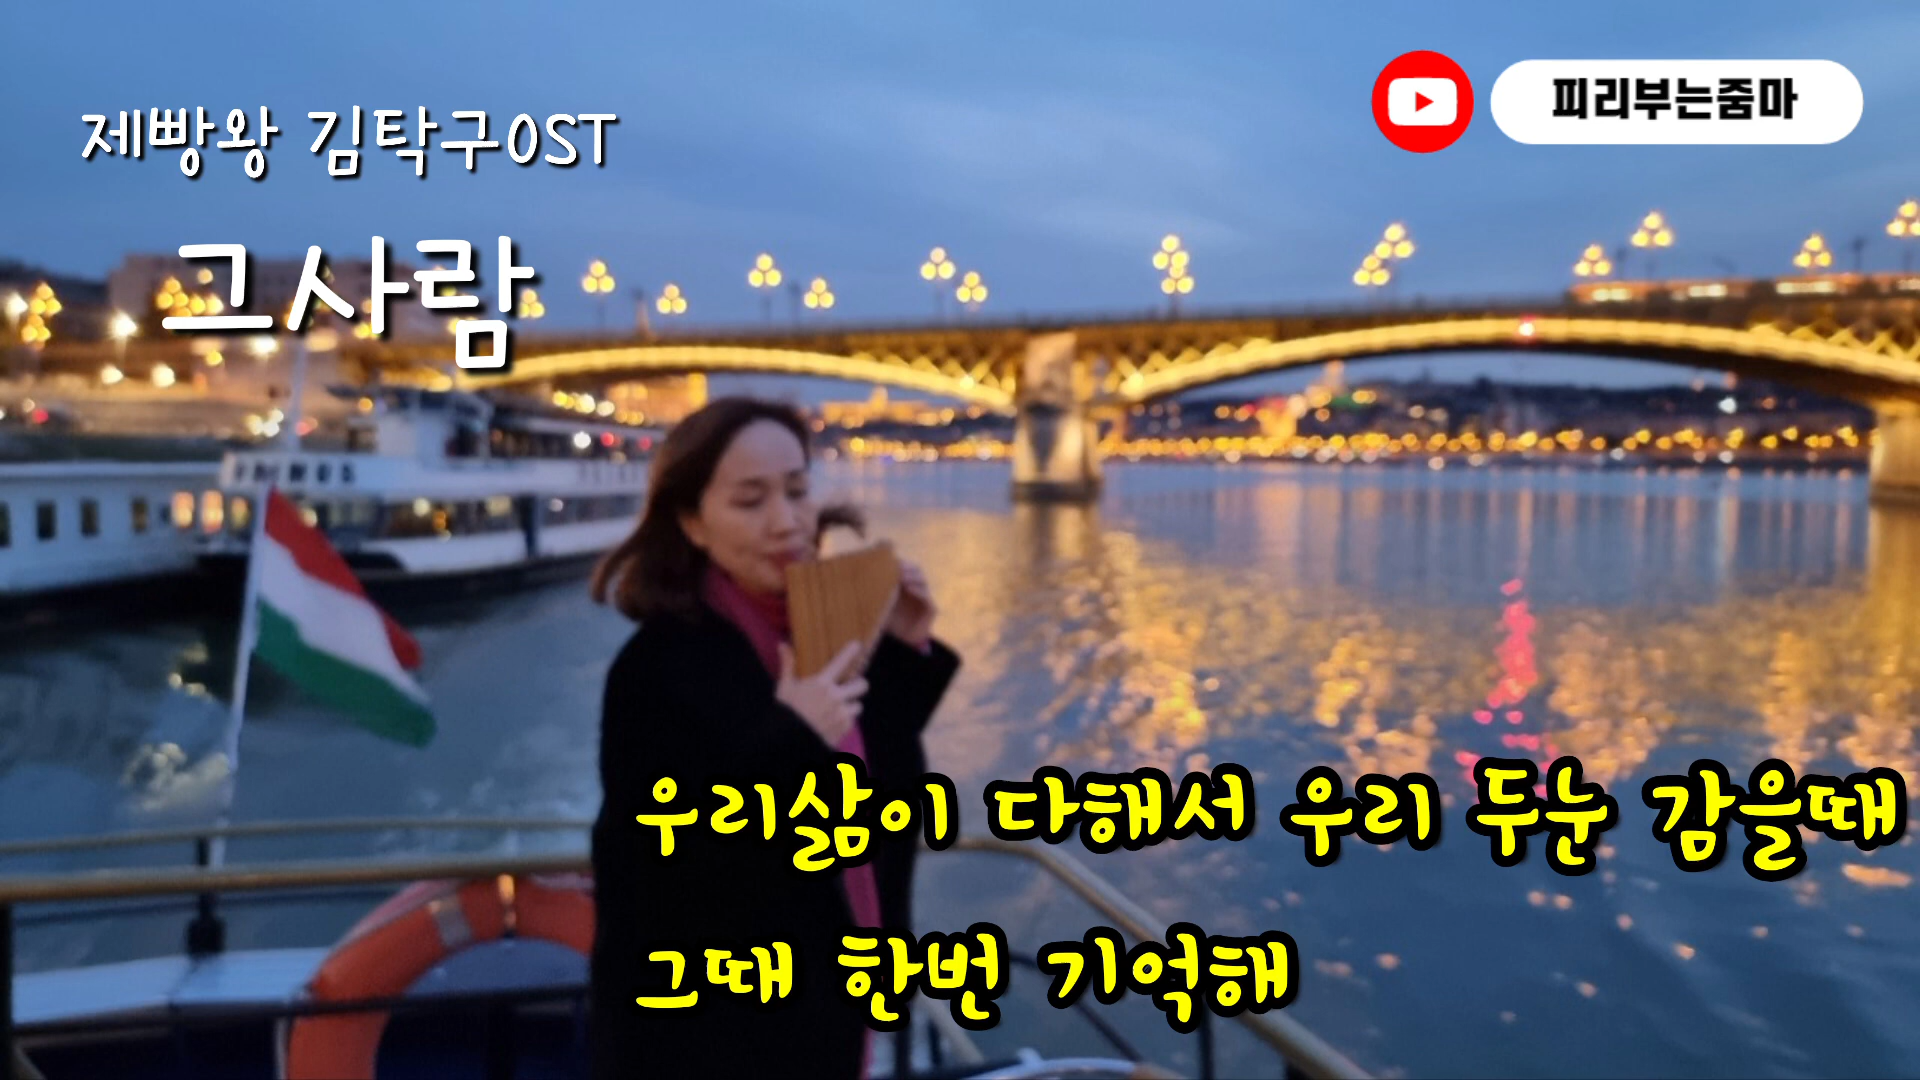 제빵왕 김탁구OST
피리부는줌마
그사람
우리삶이 다해서 우리 두눈 감을때
그때 한번 기억해